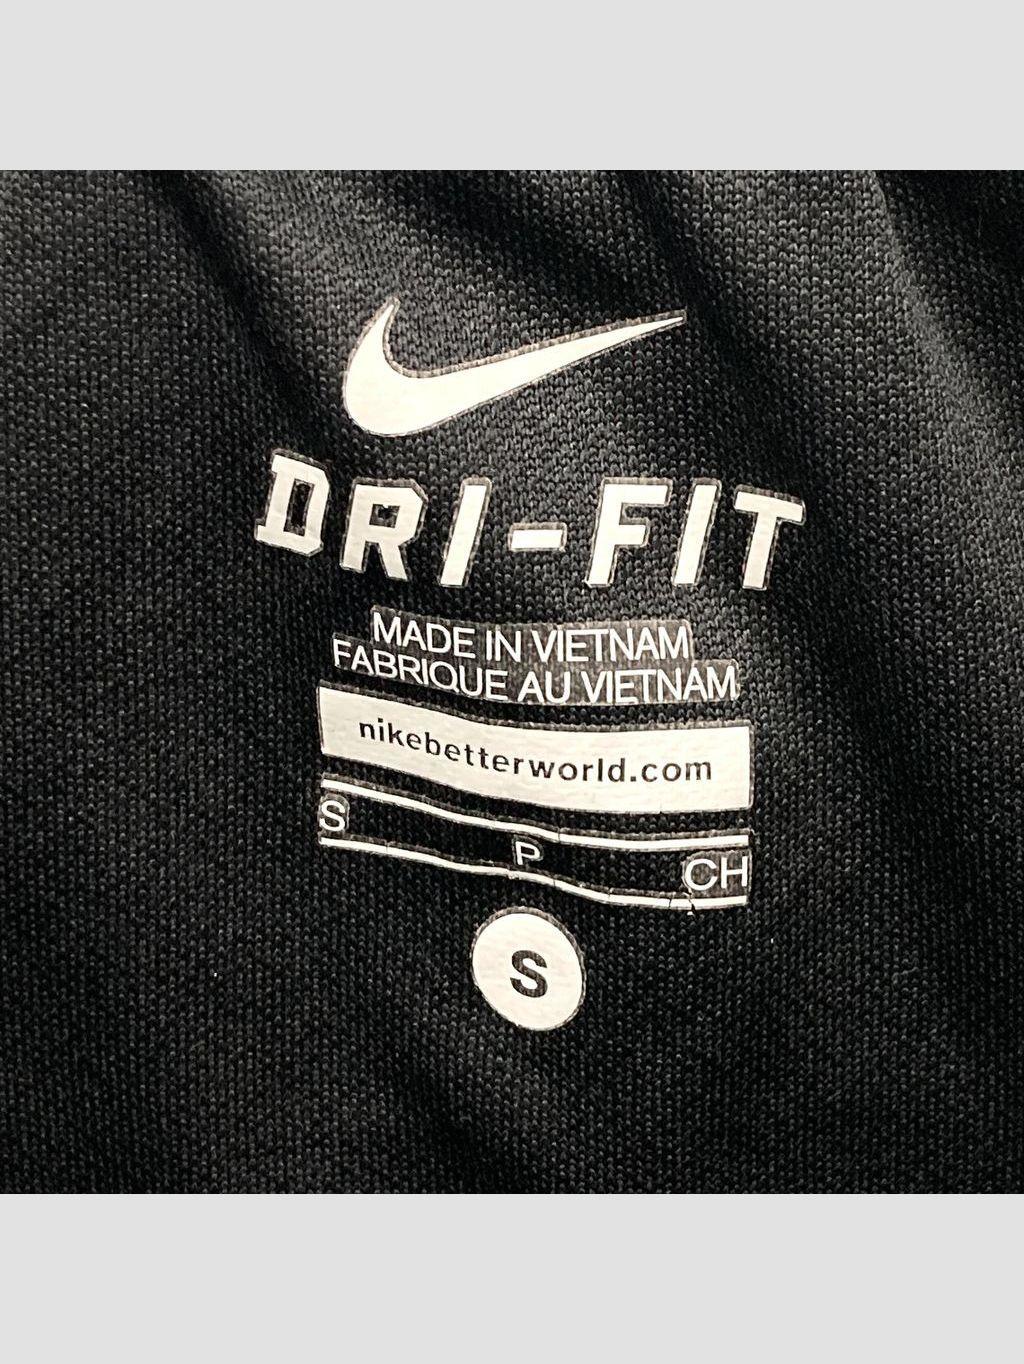 DRI-FIT
MADE IN VIETNAM
FABRIQUE AU VIETNAM
nikebetterworld.com
S P CH
S